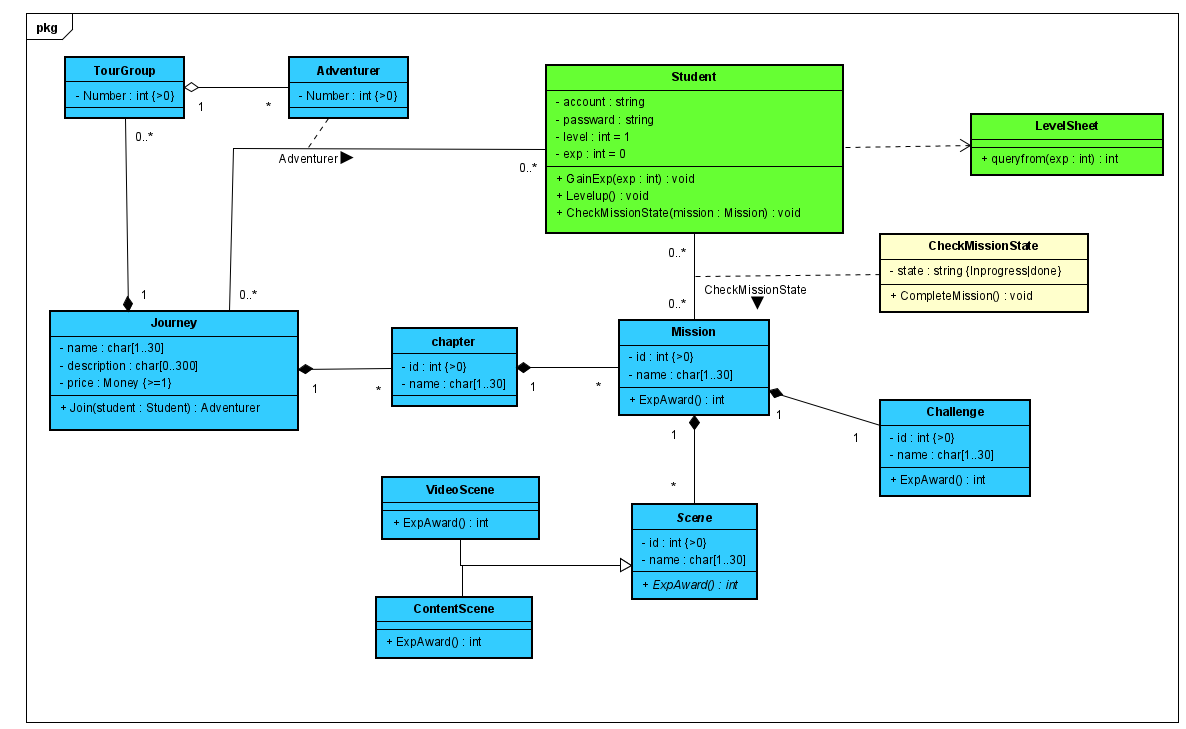 pkg
TourGroup
- Number : int {>0}
1
*
Adventurer
- Number : int {>0}
0..*
Adventurer
0..*
Student
- account : string
- passward : string
- level : int = 1
- exp : int = 0
+ GainExp(exp : int) : void
+ Levelup() : void
+ CheckMissionState(mission : Mission) : void
LevelSheet
+ queryfrom(exp : int) : int
0..*
CheckMissionState
- state : string {Inprogress|done}
+ CompleteMission() : void
CheckMissionState
0..*
1
0..*
Journey
- name : char[1..30]
- description : char[0..300]
- price : Money {>=1}
+ Join(student : Student) : Adventurer
1
*
chapter
- id : int {>0}
- name : char[1..30]
1
*
Mission
- id : int {>0}
- name : char[1..30]
+ ExpAward() : int
1
1
Challenge
- id : int {>0}
- name : char[1..30]
+ ExpAward() : int
1
*
VideoScene
+ ExpAward() : int
Scene
- id : int {>0}
- name : char[1..30]
+ ExpAward() : int
ContentScene
+ ExpAward() : int